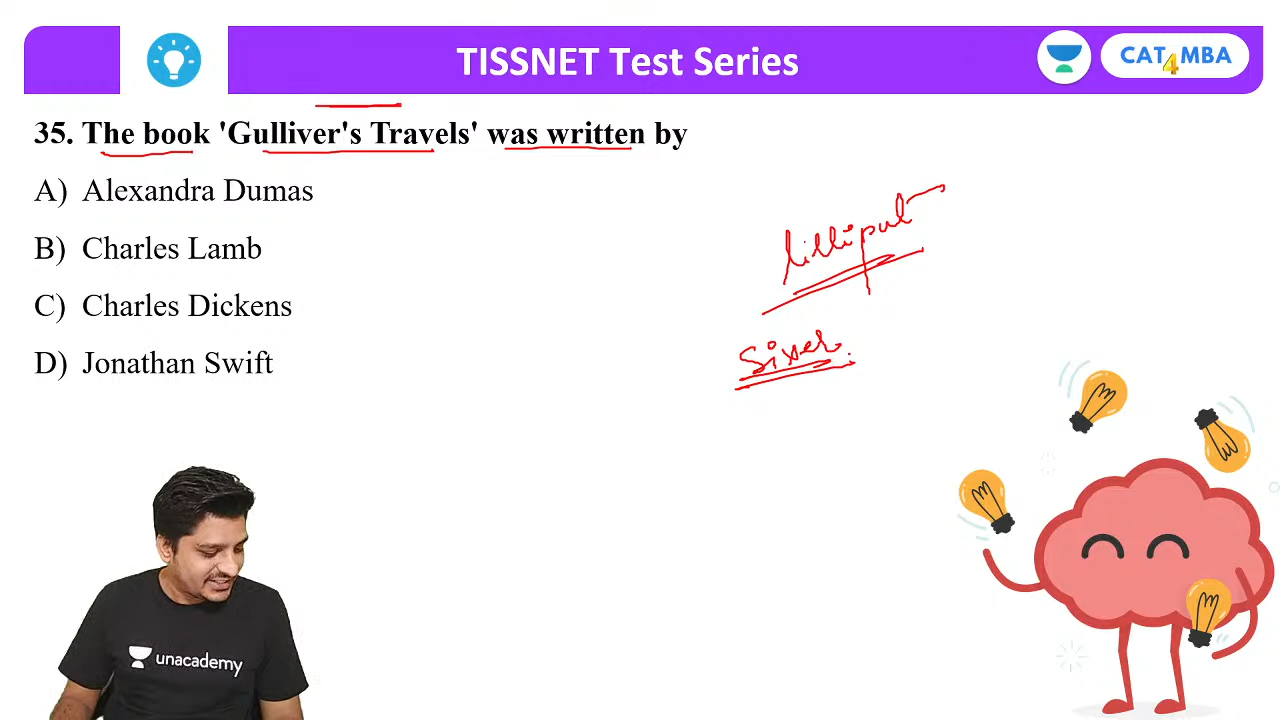 TISSNET Test Series
CAT4MBA
35. The book 'Gulliver's Travels' was written by
A) Alexandra Dumas
B) Charles Lamb
C) Charles Dickens
D) Jonathan Swift
Lilliput
Sixer
unacademy